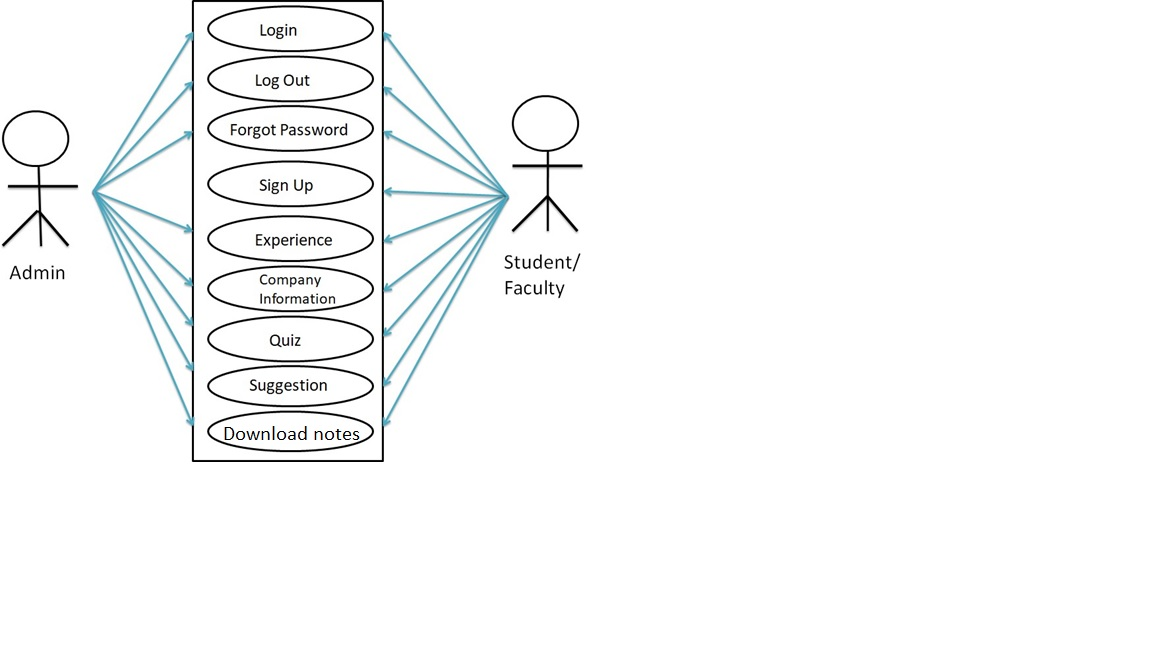 Login
Log Out
Forgot Password
Sign Up
Experience
Company
Information
Quiz
Suggestion
Download notes
Admin
Student/
Faculty